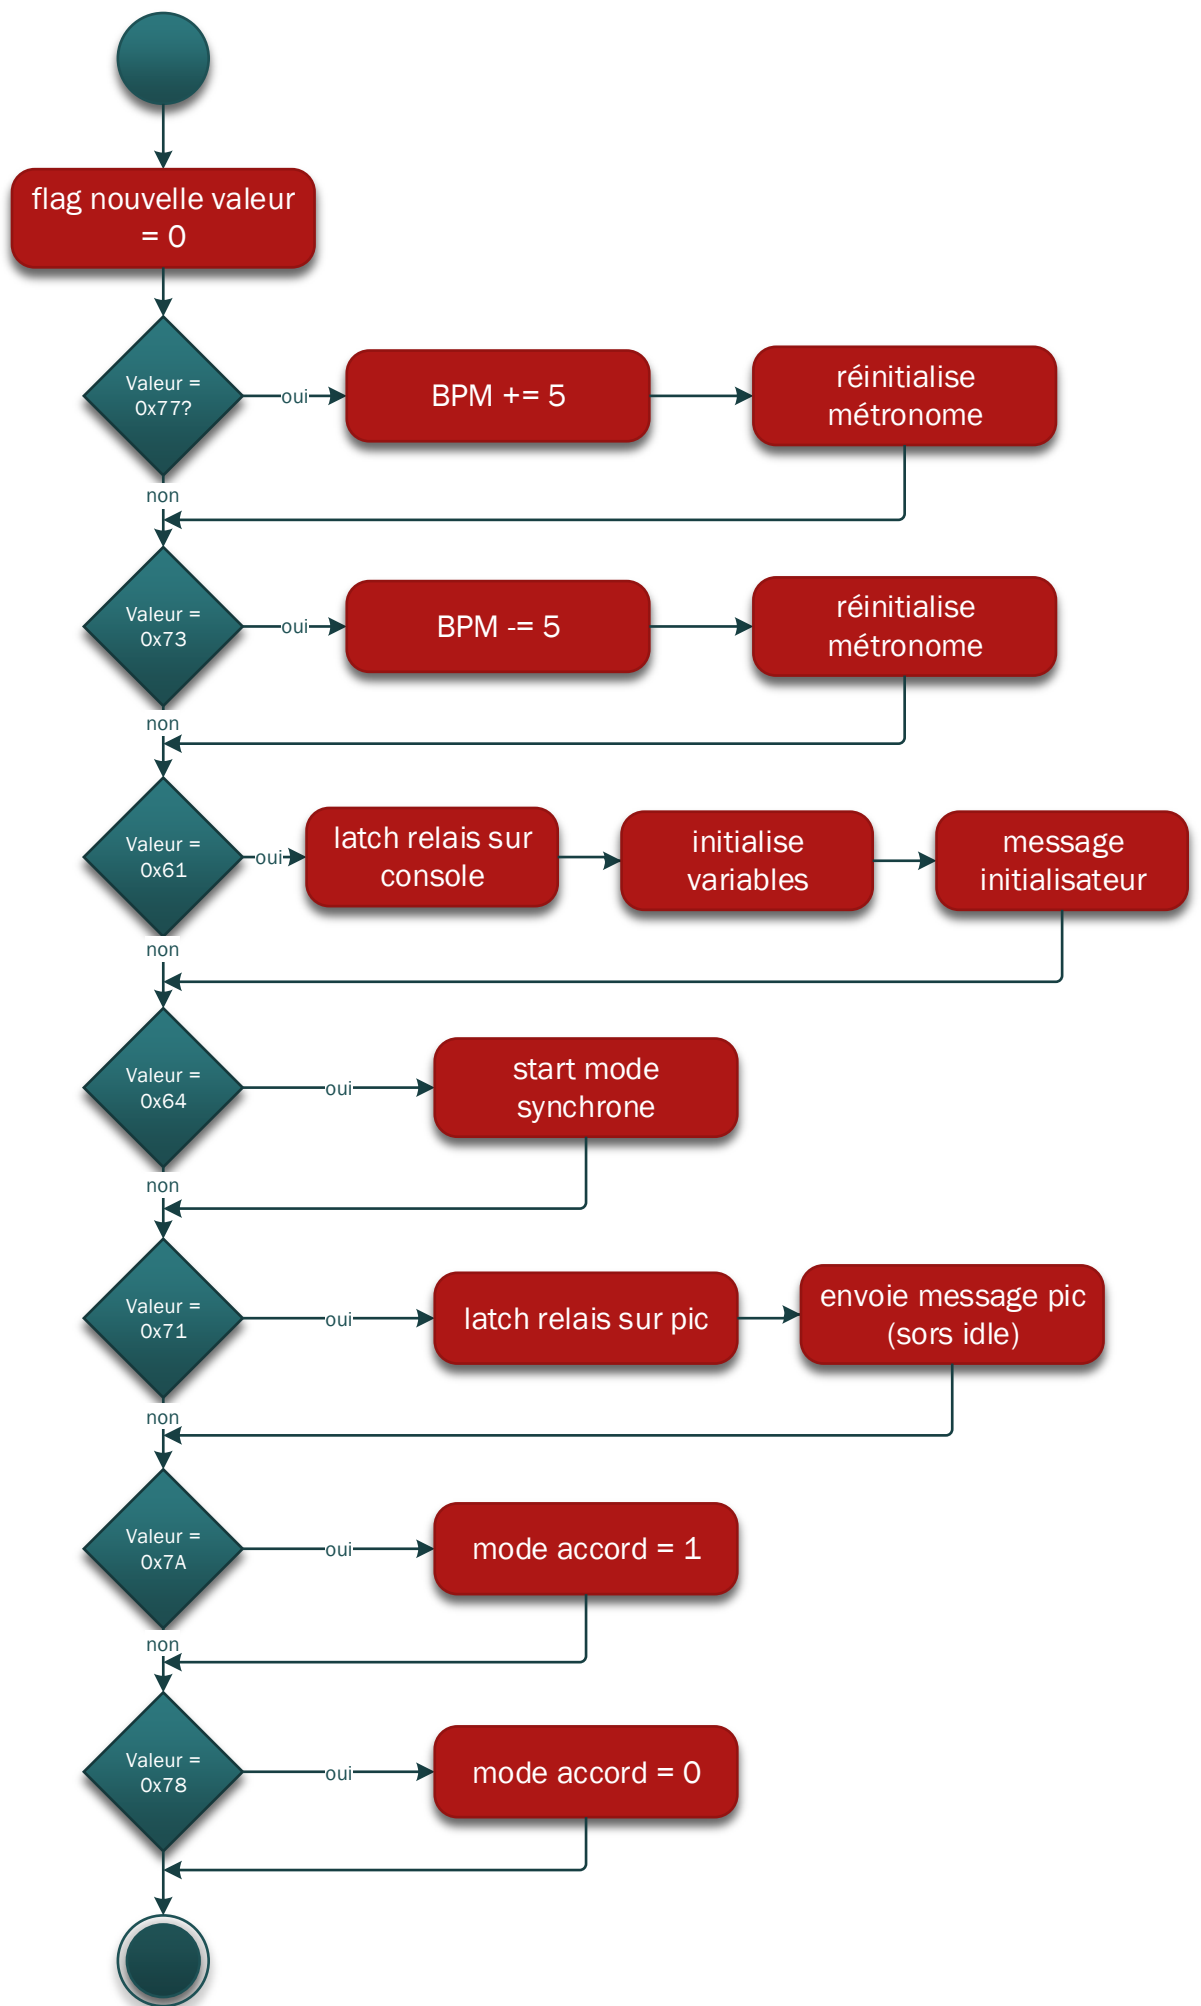 flag nouvelle valeur
= 0
Valeur =
0x77?
oui
BPM += 5
réinitialise
métronome
non
Valeur =
0x73
oui
BPM -= 5
réinitialise
métronome
non
Valeur =
0x61
oui
latch relais sur
console
initialise
variables
message
initialisateur
non
Valeur =
0x64
oui
start mode
synchrone
non
Valeur =
0x71
oui
latch relais sur pic
envoie message pic
(sors idle)
non
Valeur =
0x7A
oui
mode accord = 1
non
Valeur =
0x78
oui
mode accord = 0